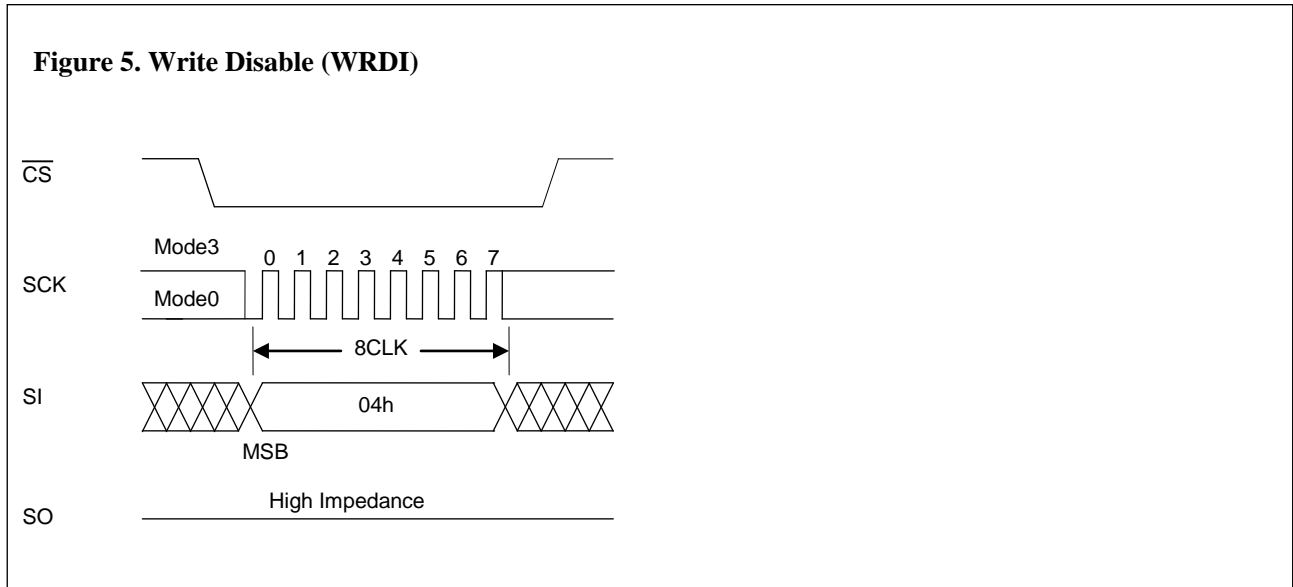 Figure 5. Write Disable (WRDI)
CS
Mode3
0 1 2 3 4 5 6 7
SCK
Mode0
8CLK
SI
04h
MSB
High Impedance
SO